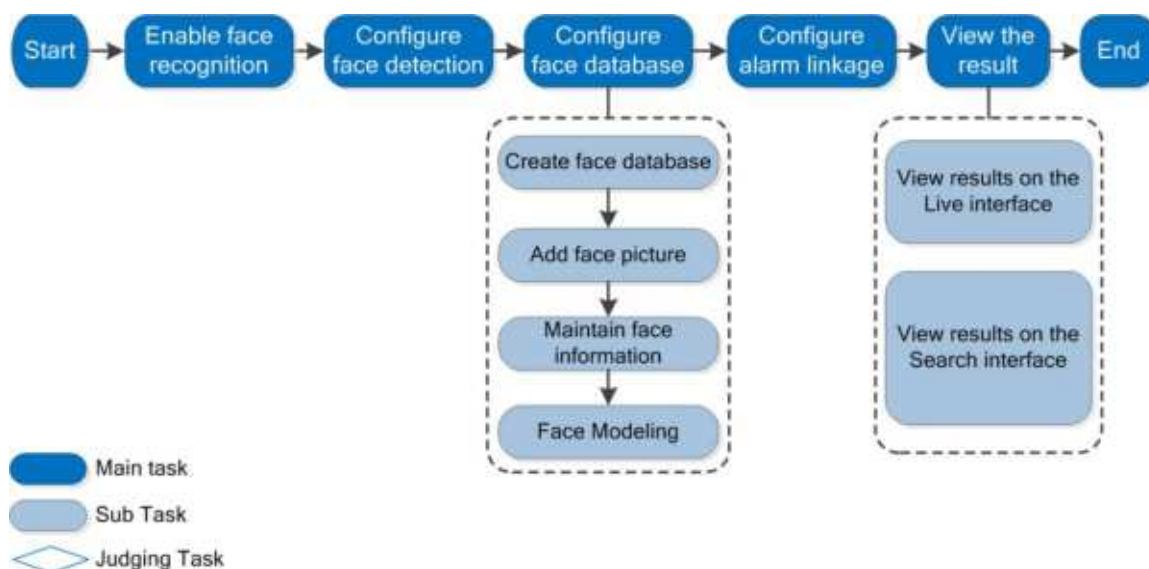 Start
Enable face
recognition
Configure
face detection
Configure
face database
Configure
alarm linkage
View the
result
End
Create face database
Add face picture
Maintain face
information
Face Modeling
View results on the
Live interface
View results on the
Search interface
Main task
Sub Task
Judging Task